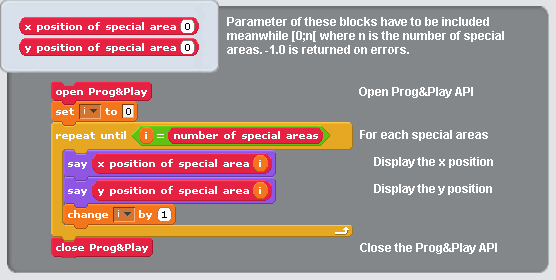 x position of special area 0
y position of special area 0
Parameter of these blocks have to be included
meanwhile [0;n[ where n is the number of special
areas. -1.0 is returned on errors.
open Prog&Play
Open Prog&Play API
set i to 0
repeat until i = number of special areas
For each special areas
say x position of special area i
Display the x position
say y position of special area i
Display the y position
change i by 1
close Prog&Play
Close the Prog&Play API